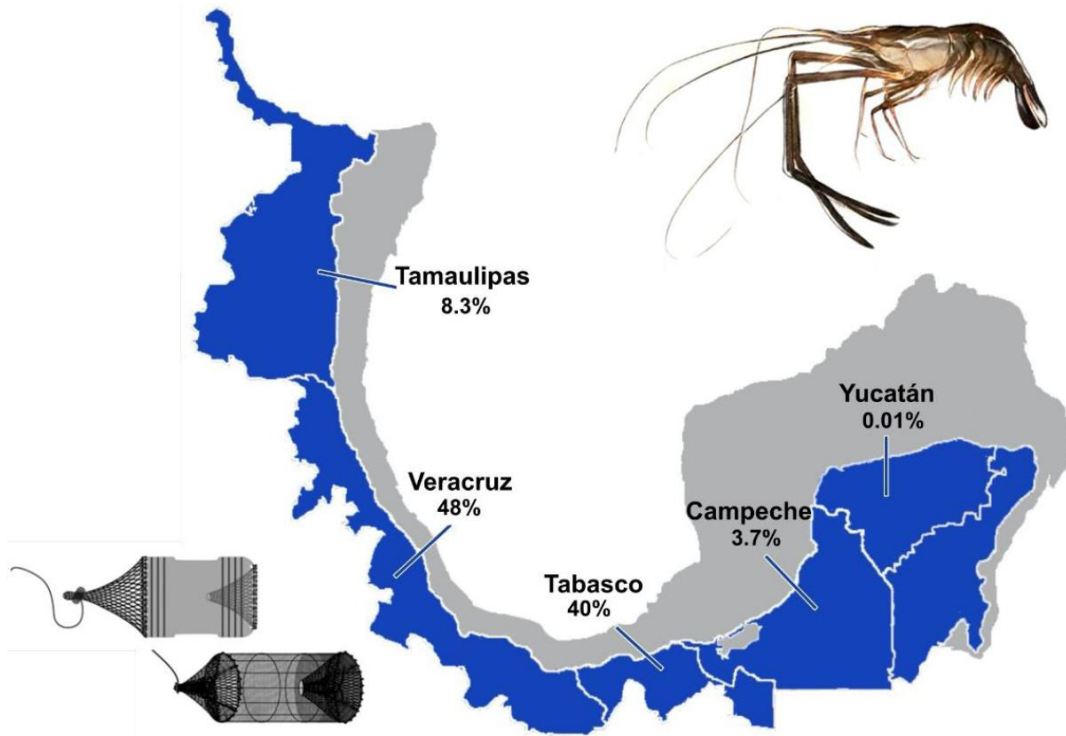 Tamaulipas
8.3%
Yucatán
0.01%
Veracruz
48%
Campeche
3.7%
Tabasco
40%